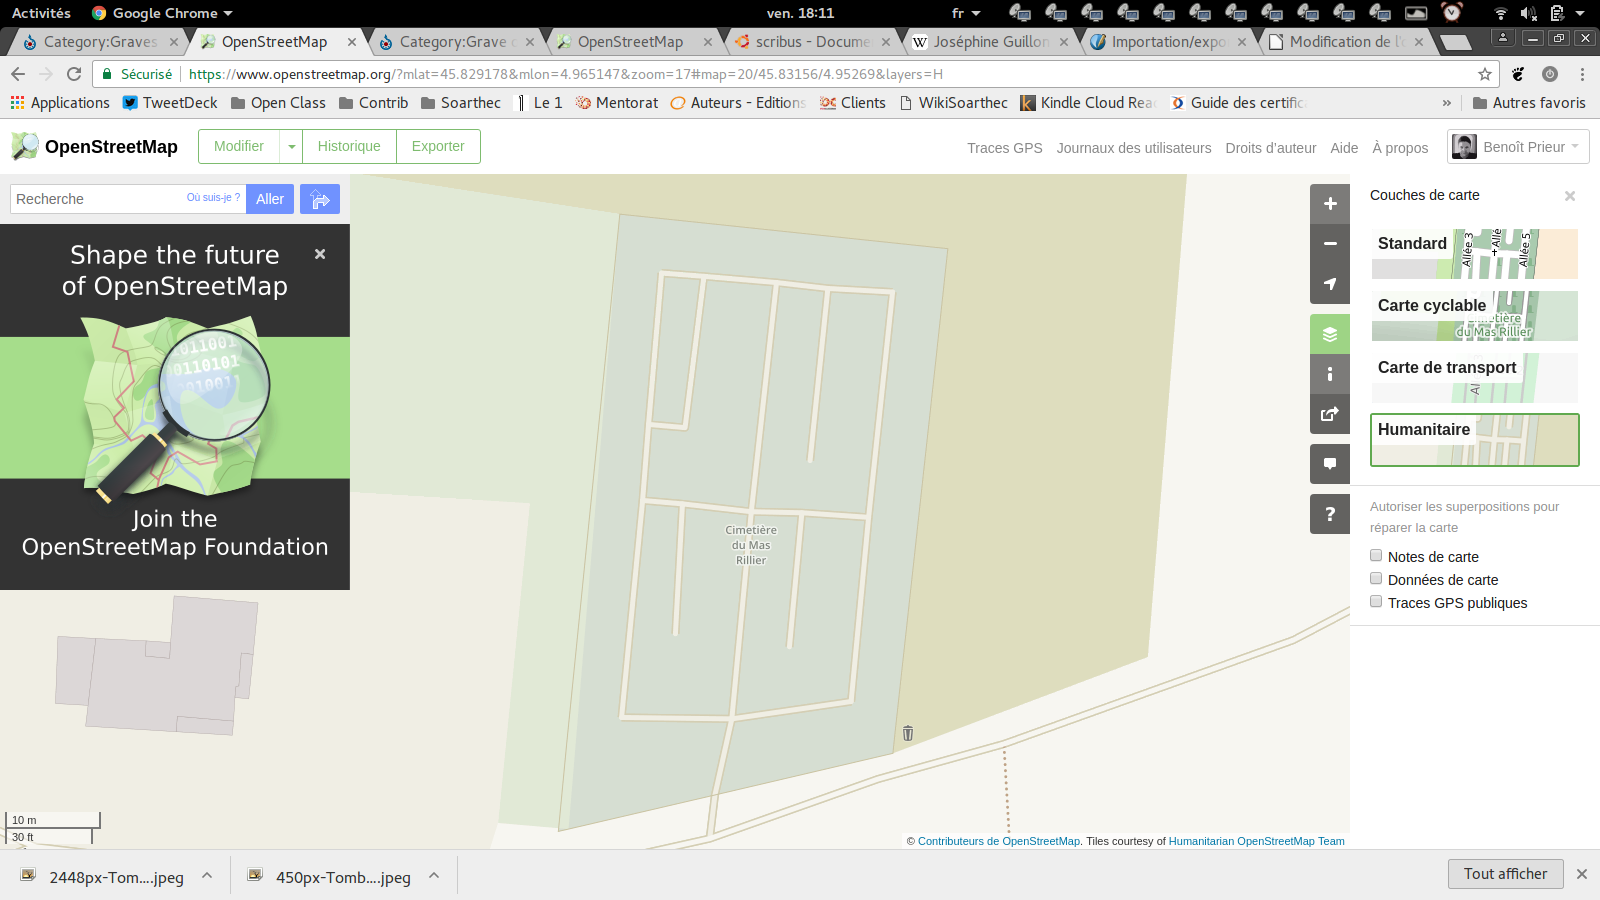 Activités
Google Chrome
ven. 18:11
fr
Category:Graves
OpenStreetMap
Category:Grave
OpenStreetMap
scribus - Docume
Joséphine Guillon
Importation/expo
Modification de l'
Sécurisé
https://www.openstreetmap.org/?mlat=45.829178&mlon=4.965147&zoom=17#map=20/45.83156/4.95269&layers=H
Applications
TweetDeck
Open Class
Contrib
Soarthec
Le 1
Mentorat
Auteurs - Editions
Clients
WikiSoarthec
Kindle Cloud Rea
Guide des certific
»
Autres favoris
OpenStreetMap
Modifier
Historique
Exporter
Traces GPS
Journaux des utilisateurs
Droits d'auteur
Aide
À propos
Benoît Prieur
Recherche
Où suis-je ?
Aller
Shape the future
of OpenStreetMap
1011001
00110101
0010011
Join the
OpenStreetMap Foundation
Cimetière
du Mas
Rillier
10 m
30 ft
© Contributeurs de OpenStreetMap. Tiles courtesy of Humanitarian OpenStreetMap Team
Couches de carte
Standard
Allée 3
Allé
Allée 5
Carte cyclable
Cimetière
du Mas Rillier
Carte de transport
Al
Humanitaire
Autoriser les superpositions pour
réparer la carte
Notes de carte
Données de carte
Traces GPS publiques
2448px-Tom....jpeg
450px-Tomb....jpeg
Tout afficher